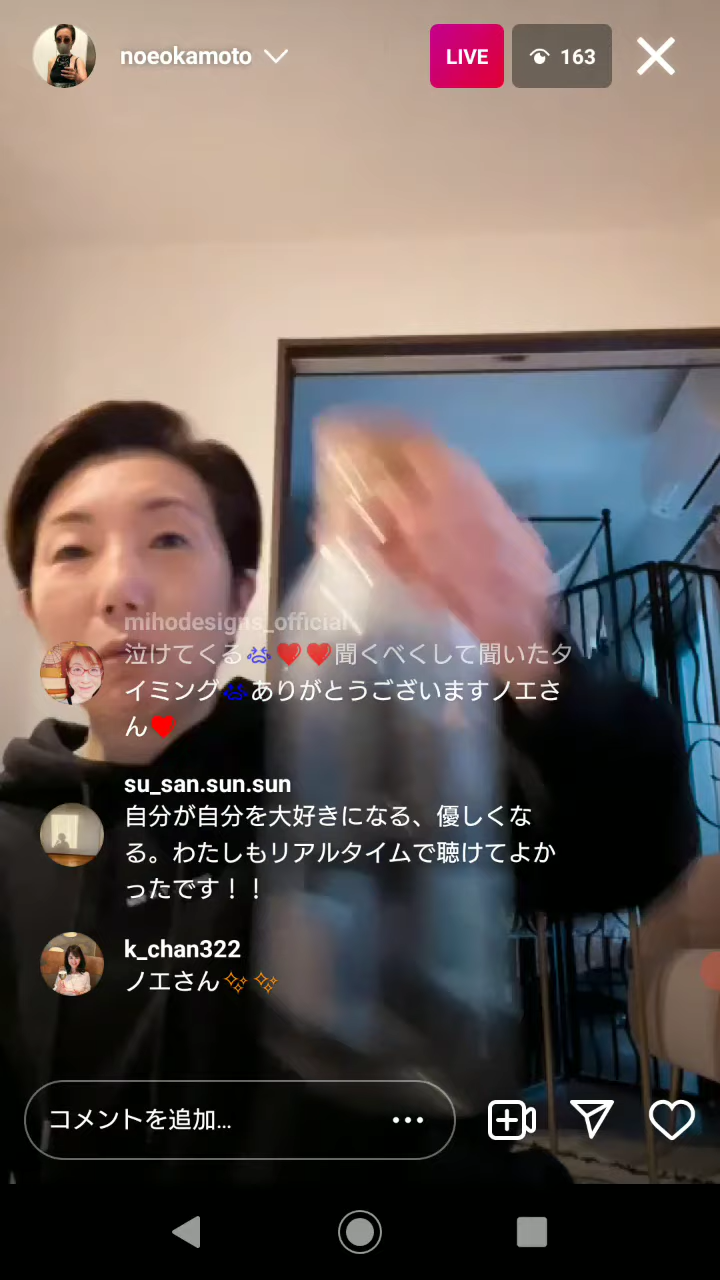 noeokamoto
LIVE
163
mihodesigns_official
泣けてくる😭❤️❤️聞くべくして聞いたタ
イミング😭ありがとうございますノエさ
ん❤️
su_san.sun.sun
自分が自分を大好きになる、優しくな
る。わたしもリアルタイムで聴けてよか
ったです！！
k_chan322
ノエさん✨✨
コメントを追加...